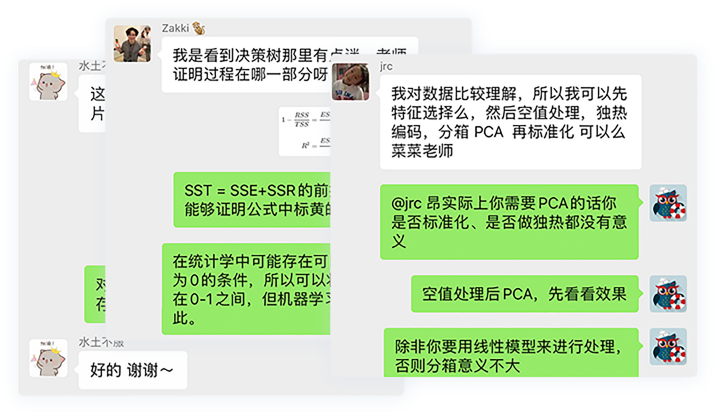 水土不服
这
片
对
存
水土不服
好的 谢谢～
Zakki
我是看到决策树那里有点迷，老师
证明过程在哪一部分呀
1 - RSS/TSS = ES
R² = ES
SST = SSE+SSR的前
能够证明公式中标黄的
在统计学中可能存在可
为0的条件，所以可以将
在0-1之间，但机器学习
此。
jrc
我对数据比较理解，所以我可以先
特征选择么，然后空值处理，独热
编码，分箱 PCA 再标准化 可以么
菜菜老师
@jrc 昂实际上你需要PCA的话你
是否标准化、是否做独热都没有意
义
空值处理后PCA，先看看效果
除非你要用线性模型来进行处理，
否则分箱意义不大